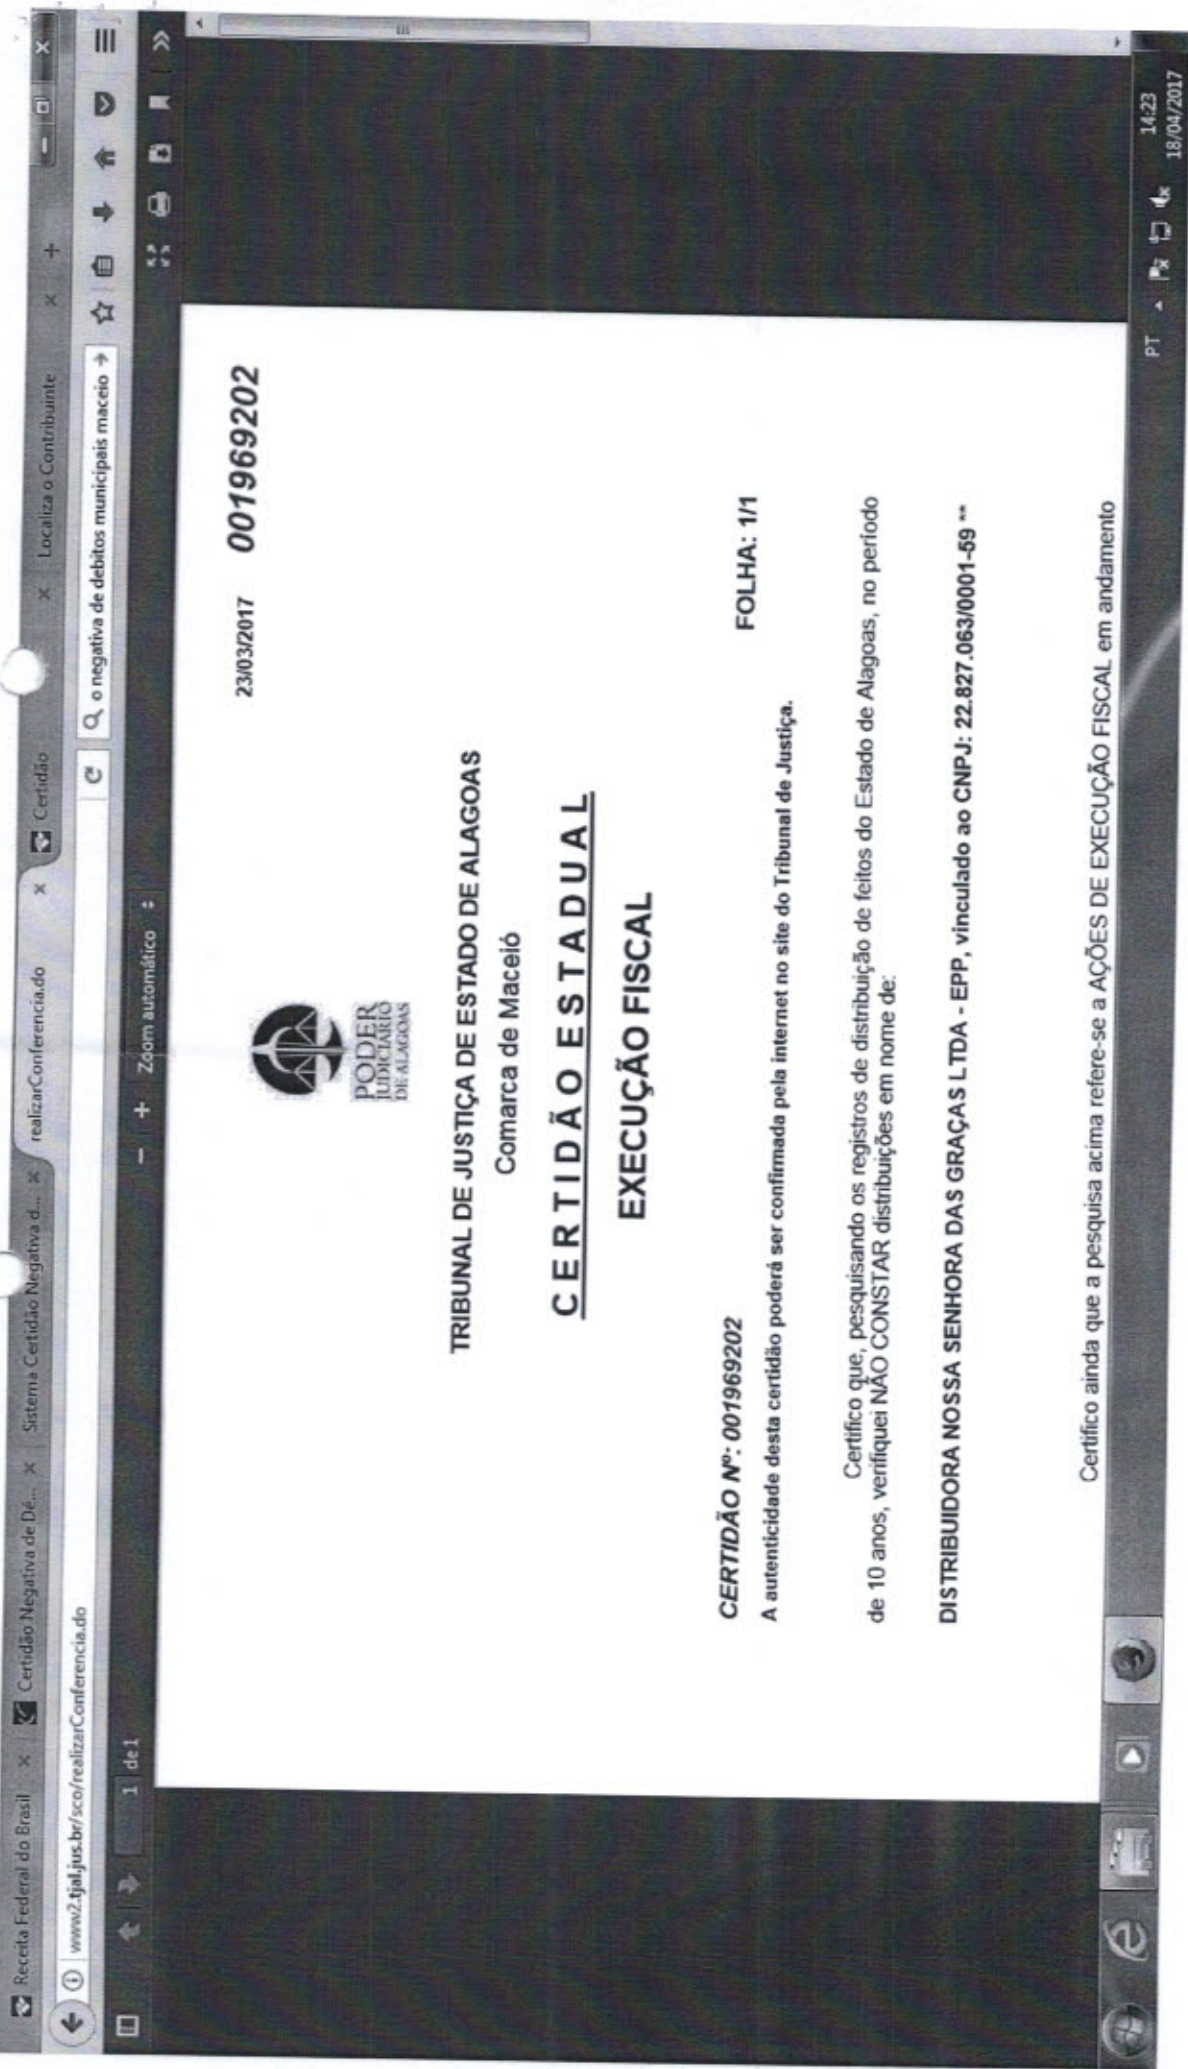 Receita Federal do Brasil
Certidão Negativa de Dé...
Sistema Certidão Negativa d...
realizarConferencia.do
Certidão
Localiza o Contribuinte
www2.tjal.jus.br/sco/realizarConferencia.do
o negativa de debitos municipais maceio
1 de 1
Zoom automático
23/03/2017 001969202
PODER
JUDICIÁRIO
DE ALAGOAS
TRIBUNAL DE JUSTIÇA DE ESTADO DE ALAGOAS
Comarca de Maceió
CERTIDÃO ESTADUAL
EXECUÇÃO FISCAL
CERTIDÃO Nº: 001969202 FOLHA: 1/1
A autenticidade desta certidão poderá ser confirmada pela internet no site do Tribunal de Justiça.
Certifico que, pesquisando os registros de distribuição de feitos do Estado de Alagoas, no período
de 10 anos, verifiquei NÃO CONSTAR distribuições em nome de:
DISTRIBUIDORA NOSSA SENHORA DAS GRAÇAS LTDA - EPP, vinculado ao CNPJ: 22.827.063/0001-59 **
Certifico ainda que a pesquisa acima refere-se a AÇÕES DE EXECUÇÃO FISCAL em andamento
PT
14:23
18/04/2017